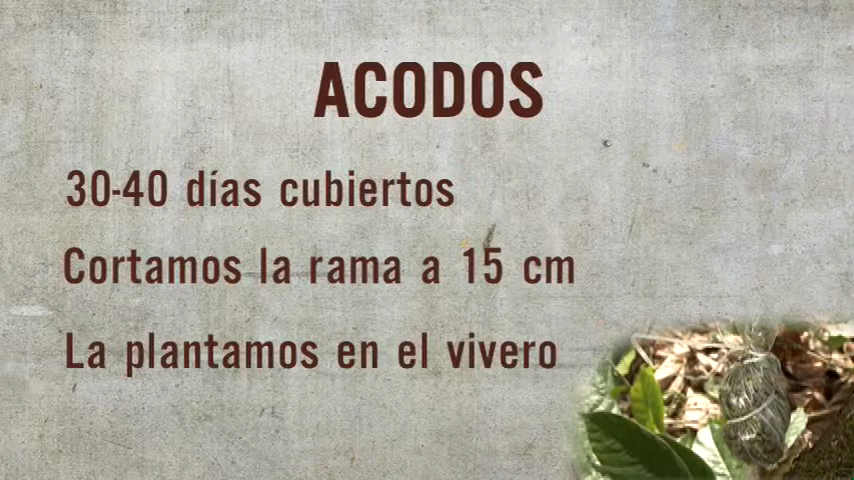 ACODOS
30-40 días cubiertos
Cortamos la rama a 15 cm
La plantamos en el vivero